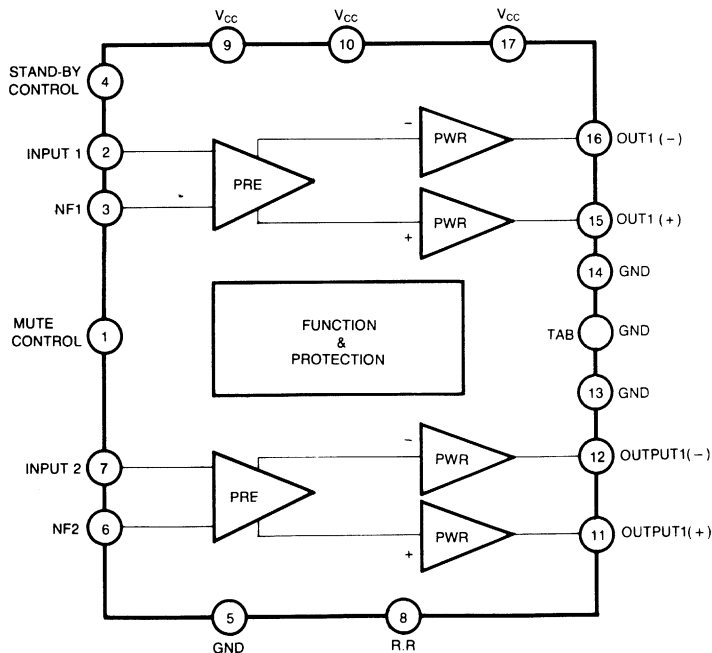 VCC
VCC
VCC
9
10
17
STAND-BY
CONTROL
4
INPUT 1
2
NF1
3
PRE
−
PWR
16
OUT1 (−)
+
PWR
15
OUT1 (+)
14
GND
MUTE
CONTROL
1
FUNCTION
&
PROTECTION
TAB
GND
13
GND
INPUT 2
7
NF2
6
PRE
−
PWR
12
OUTPUT1(−)
+
PWR
11
OUTPUT1(+)
5
GND
8
R.R